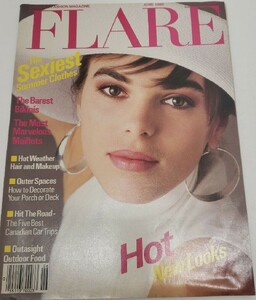 FLARE
The
Sexiest
Summer Clothes
The Barest
Bikinis
The Most
Marvelous
Maillots
Hot Weather
Hair and Makeup
Outer Spaces
How to Decorate
Your Porch or Deck
Hit The Road-
The Five Best
Canadian Car Trips
Datasight
Outdoor Food
Hot
New Looks